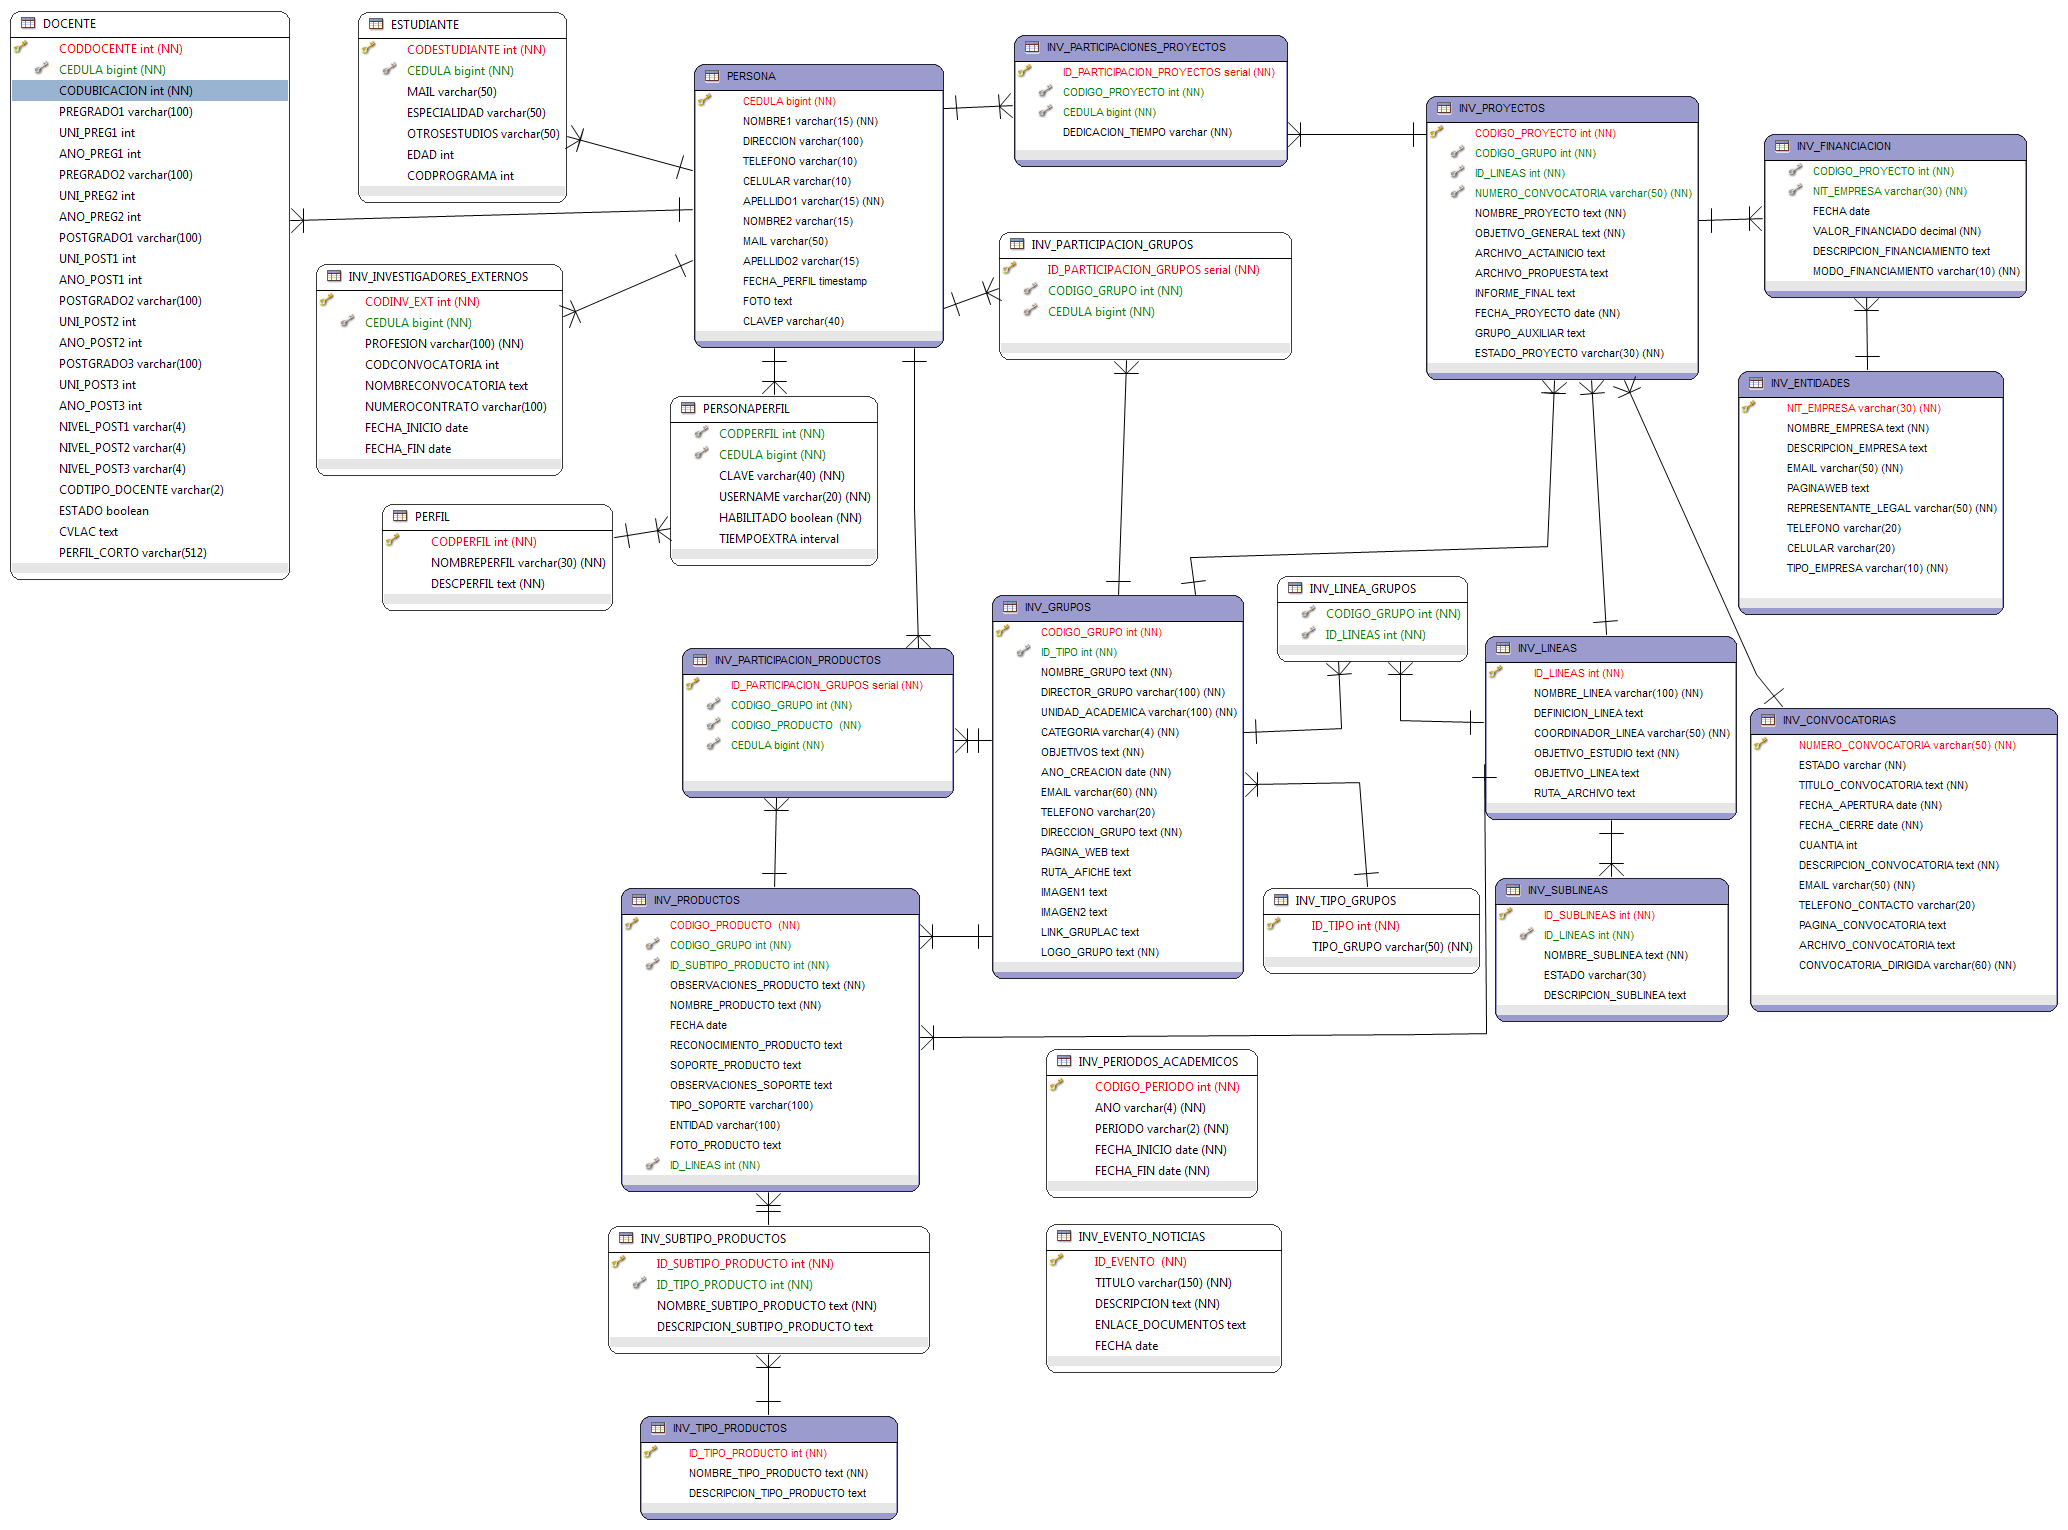 DOCENTE
CODDOCENTE int (NN)
CEDULA bigint (NN)
CODUBICACION int (NN)
PREGRADO1 varchar(100)
UNI_PREG1 int
ANO_PREG1 int
PREGRADO2 varchar(100)
UNI_PREG2 int
ANO_PREG2 int
POSTGRADO1 varchar(100)
UNI_POST1 int
ANO_POST1 int
POSTGRADO2 varchar(100)
UNI_POST2 int
ANO_POST2 int
POSTGRADO3 varchar(100)
UNI_POST3 int
ANO_POST3 int
NIVEL_POST1 varchar(4)
NIVEL_POST2 varchar(4)
NIVEL_POST3 varchar(4)
CODTIPO_DOCENTE varchar(2)
ESTADO boolean
CVLAC text
PERFIL_CORTO varchar(512)
ESTUDIANTE
CODESTUDIANTE int (NN)
CEDULA bigint (NN)
MAIL varchar(50)
ESPECIALIDAD varchar(50)
OTROSESTUDIOS varchar(50)
EDAD int
CODPROGRAMA int
INV_INVESTIGADORES_EXTERNOS
CODINV_EXT int (NN)
CEDULA bigint (NN)
PROFESION varchar(100) (NN)
CODCONVOCATORIA int
NOMBRECONVOCATORIA text
NUMEROCONTRATO varchar(100)
FECHA_INICIO date
FECHA_FIN date
PERFIL
CODPERFIL int (NN)
NOMBREPERFIL varchar(30) (NN)
DESCPERFIL text (NN)
PERSONA
CEDULA bigint (NN)
NOMBRE1 varchar(15) (NN)
DIRECCION varchar(100)
TELEFONO varchar(10)
CELULAR varchar(10)
APELLIDO1 varchar(15) (NN)
NOMBRE2 varchar(15)
MAIL varchar(50)
APELLIDO2 varchar(15)
FECHA_PERFIL timestamp
FOTO text
CLAVEP varchar(40)
PERSONAPERFIL
CODPERFIL int (NN)
CEDULA bigint (NN)
CLAVE varchar(40) (NN)
USERNAME varchar(20) (NN)
HABILITADO boolean (NN)
TIEMPOEXTRA interval
INV_PARTICIPACIONES_PROYECTOS
ID_PARTICIPACION_PROYECTOS serial (NN)
CODIGO_PROYECTO int (NN)
CEDULA bigint (NN)
DEDICACION_TIEMPO varchar (NN)
INV_PARTICIPACION_GRUPOS
ID_PARTICIPACION_GRUPOS serial (NN)
CODIGO_GRUPO int (NN)
CEDULA bigint (NN)
INV_PROYECTOS
CODIGO_PROYECTO int (NN)
CODIGO_GRUPO int (NN)
ID_LINEAS int (NN)
NUMERO_CONVOCATORIA varchar(50) (NN)
NOMBRE_PROYECTO text (NN)
OBJETIVO_GENERAL text (NN)
ARCHIVO_ACTAINICIO text
ARCHIVO_PROPUESTA text
INFORME_FINAL text
FECHA_PROYECTO date (NN)
GRUPO_AUXILIAR text
ESTADO_PROYECTO varchar(30) (NN)
INV_FINANCIACION
CODIGO_PROYECTO int (NN)
NIT_EMPRESA varchar(30) (NN)
FECHA date
VALOR_FINANCIADO decimal (NN)
DESCRIPCION_FINANCIAMIENTO text
MODO_FINANCIAMIENTO varchar(10) (NN)
INV_ENTIDADES
NIT_EMPRESA varchar(30) (NN)
NOMBRE_EMPRESA text (NN)
DESCRIPCION_EMPRESA text
EMAIL varchar(50) (NN)
PAGINAWEB text
REPRESENTANTE_LEGAL varchar(50) (NN)
TELEFONO varchar(20)
CELULAR varchar(20)
TIPO_EMPRESA varchar(10) (NN)
INV_PARTICIPACION_PRODUCTOS
ID_PARTICIPACION_GRUPOS serial (NN)
CODIGO_GRUPO int (NN)
CODIGO_PRODUCTO (NN)
CEDULA bigint (NN)
INV_GRUPOS
CODIGO_GRUPO int (NN)
ID_TIPO int (NN)
NOMBRE_GRUPO text (NN)
DIRECTOR_GRUPO varchar(100) (NN)
UNIDAD_ACADEMICA varchar(100) (NN)
CATEGORIA varchar(4) (NN)
OBJETIVOS text (NN)
ANO_CREACION date (NN)
EMAIL varchar(60) (NN)
TELEFONO varchar(20)
DIRECCION_GRUPO text (NN)
PAGINA_WEB text
RUTA_AFICHE text
IMAGEN1 text
IMAGEN2 text
LINK_GRUPLAC text
LOGO_GRUPO text (NN)
INV_LINEA_GRUPOS
CODIGO_GRUPO int (NN)
ID_LINEAS int (NN)
INV_LINEAS
ID_LINEAS int (NN)
NOMBRE_LINEA varchar(100) (NN)
DEFINICION_LINEA text
COORDINADOR_LINEA varchar(50) (NN)
OBJETIVO_ESTUDIO text (NN)
OBJETIVO_LINEA text
RUTA_ARCHIVO text
INV_CONVOCATORIAS
NUMERO_CONVOCATORIA varchar(50) (NN)
ESTADO varchar (NN)
TITULO_CONVOCATORIA text (NN)
FECHA_APERTURA date (NN)
FECHA_CIERRE date (NN)
CUANTIA int
DESCRIPCION_CONVOCATORIA text (NN)
EMAIL varchar(50) (NN)
TELEFONO_CONTACTO varchar(20)
PAGINA_CONVOCATORIA text
ARCHIVO_CONVOCATORIA text
CONVOCATORIA_DIRIGIDA varchar(60) (NN)
INV_PRODUCTOS
CODIGO_PRODUCTO (NN)
CODIGO_GRUPO int (NN)
ID_SUBTIPO_PRODUCTO int (NN)
OBSERVACIONES_PRODUCTO text (NN)
NOMBRE_PRODUCTO text (NN)
FECHA date
RECONOCIMIENTO_PRODUCTO text
SOPORTE_PRODUCTO text
OBSERVACIONES_SOPORTE text
TIPO_SOPORTE varchar(100)
ENTIDAD varchar(100)
FOTO_PRODUCTO text
ID_LINEAS int (NN)
INV_TIPO_GRUPOS
ID_TIPO int (NN)
TIPO_GRUPO varchar(50) (NN)
INV_SUBLINEAS
ID_SUBLINEAS int (NN)
ID_LINEAS int (NN)
NOMBRE_SUBLINEA text (NN)
ESTADO varchar(30)
DESCRIPCION_SUBLINEA text
INV_PERIODOS_ACADEMICOS
CODIGO_PERIODO int (NN)
ANO varchar(4) (NN)
PERIODO varchar(2) (NN)
FECHA_INICIO date (NN)
FECHA_FIN date (NN)
INV_SUBTIPO_PRODUCTOS
ID_SUBTIPO_PRODUCTO int (NN)
ID_TIPO_PRODUCTO int (NN)
NOMBRE_SUBTIPO_PRODUCTO text (NN)
DESCRIPCION_SUBTIPO_PRODUCTO text
INV_EVENTO_NOTICIAS
ID_EVENTO (NN)
TITULO varchar(150) (NN)
DESCRIPCION text (NN)
ENLACE_DOCUMENTOS text
FECHA date
INV_TIPO_PRODUCTOS
ID_TIPO_PRODUCTO int (NN)
NOMBRE_TIPO_PRODUCTO text (NN)
DESCRIPCION_TIPO_PRODUCTO text